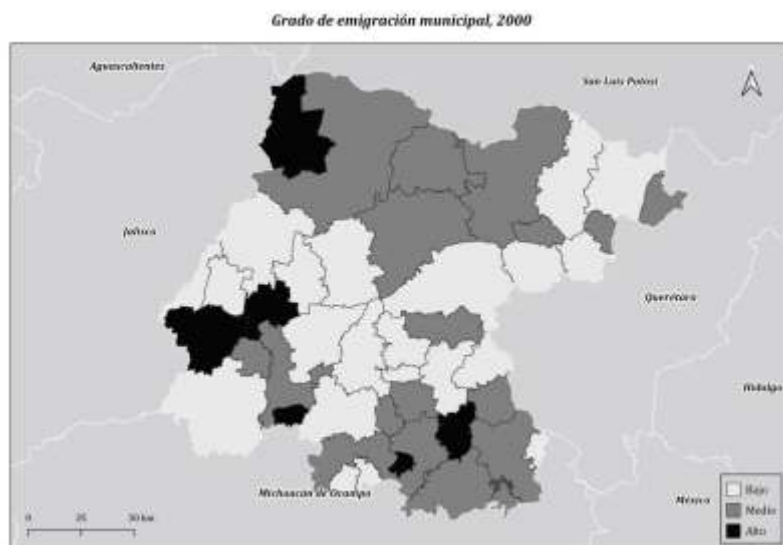 Grado de emigración municipal, 2000
Aguascalientes
San Luis Potosí
Jalisco
Querétaro
Hidalgo
Michoacán de Ocampo
México
Bajo
Medio
Alto
0 25 50 km